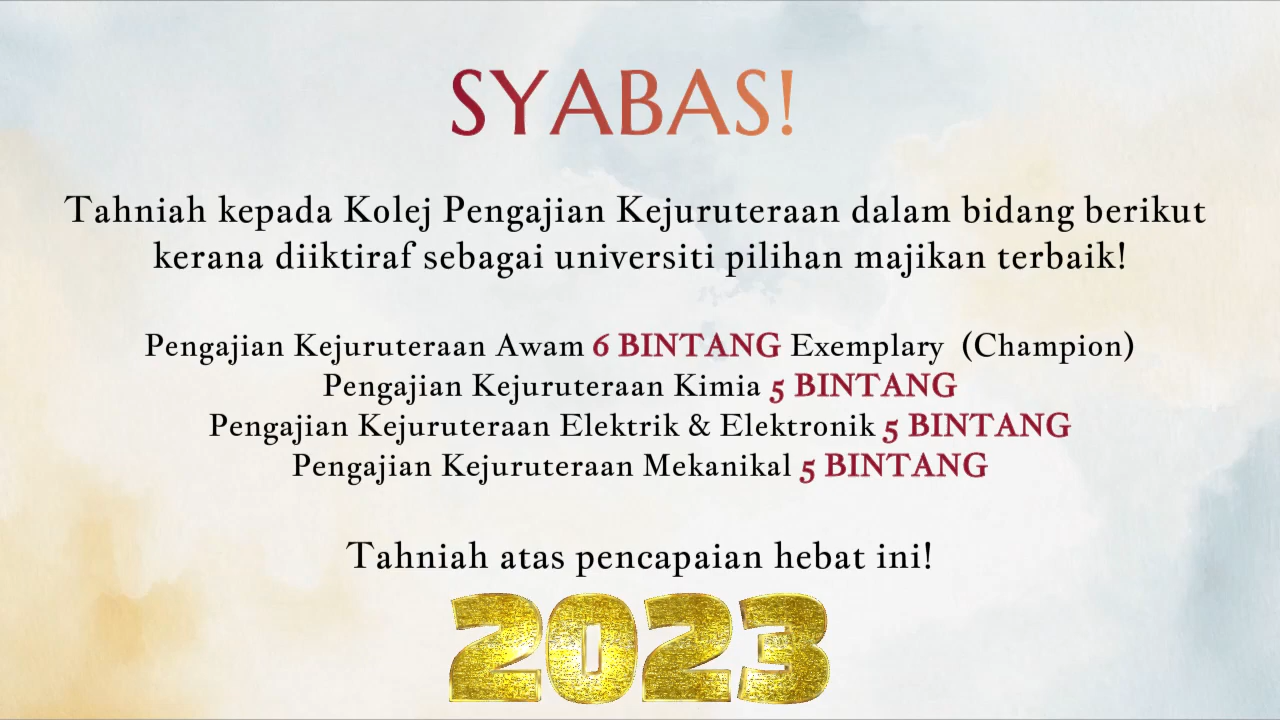 SYABAS!
Tahniah kepada Kolej Pengajian Kejuruteraan dalam bidang berikut
kerana diiktiraf sebagai universiti pilihan majikan terbaik!
Pengajian Kejuruteraan Awam 6 BINTANG Exemplary (Champion)
Pengajian Kejuruteraan Kimia 5 BINTANG
Pengajian Kejuruteraan Elektrik & Elektronik 5 BINTANG
Pengajian Kejuruteraan Mekanikal 5 BINTANG
Tahniah atas pencapaian hebat ini!
2023